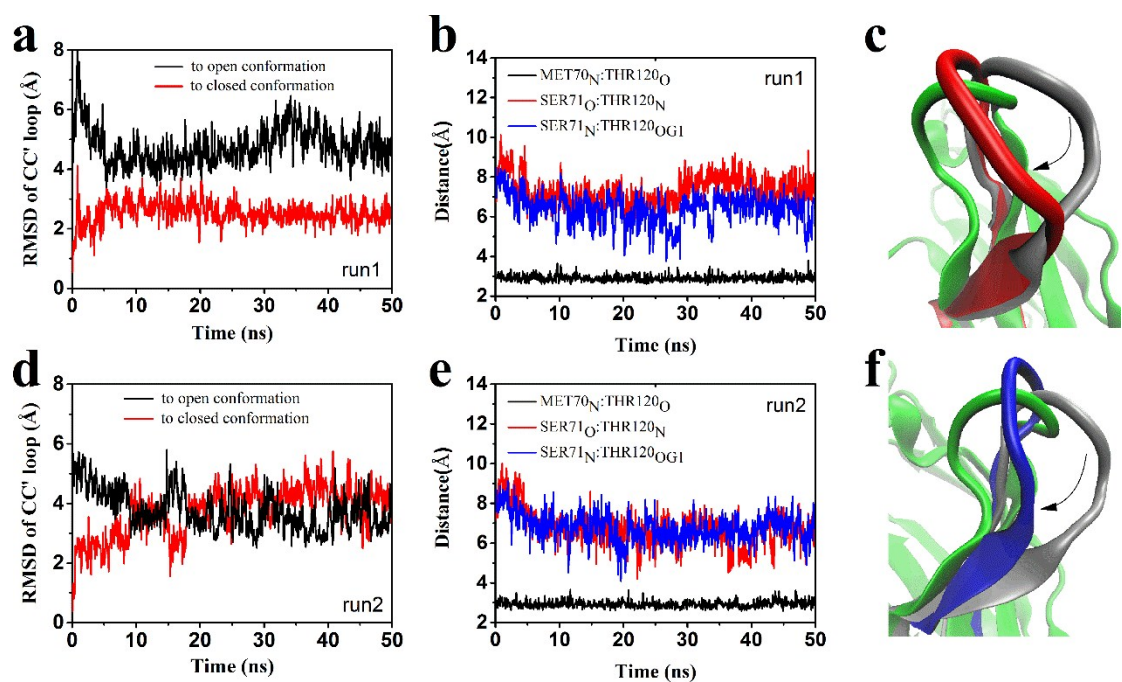 a
RMSD of CC' loop (Å)
8
6
4
2
0
to open conformation
to closed conformation
run1
0 10 20 30 40 50
Time (ns)
b
Distance(Å)
14
12
10
8
6
4
2
MET70N:THR120O
SER71O:THR120N
SER71N:THR120OG1
run1
0 10 20 30 40 50
Time (ns)
c
d
RMSD of CC' loop (Å)
8
6
4
2
0
to open conformation
to closed conformation
run2
0 10 20 30 40 50
Time (ns)
e
Distance(Å)
14
12
10
8
6
4
2
MET70N:THR120O
SER71O:THR120N
SER71N:THR120OG1
run2
0 10 20 30 40 50
Time (ns)
f